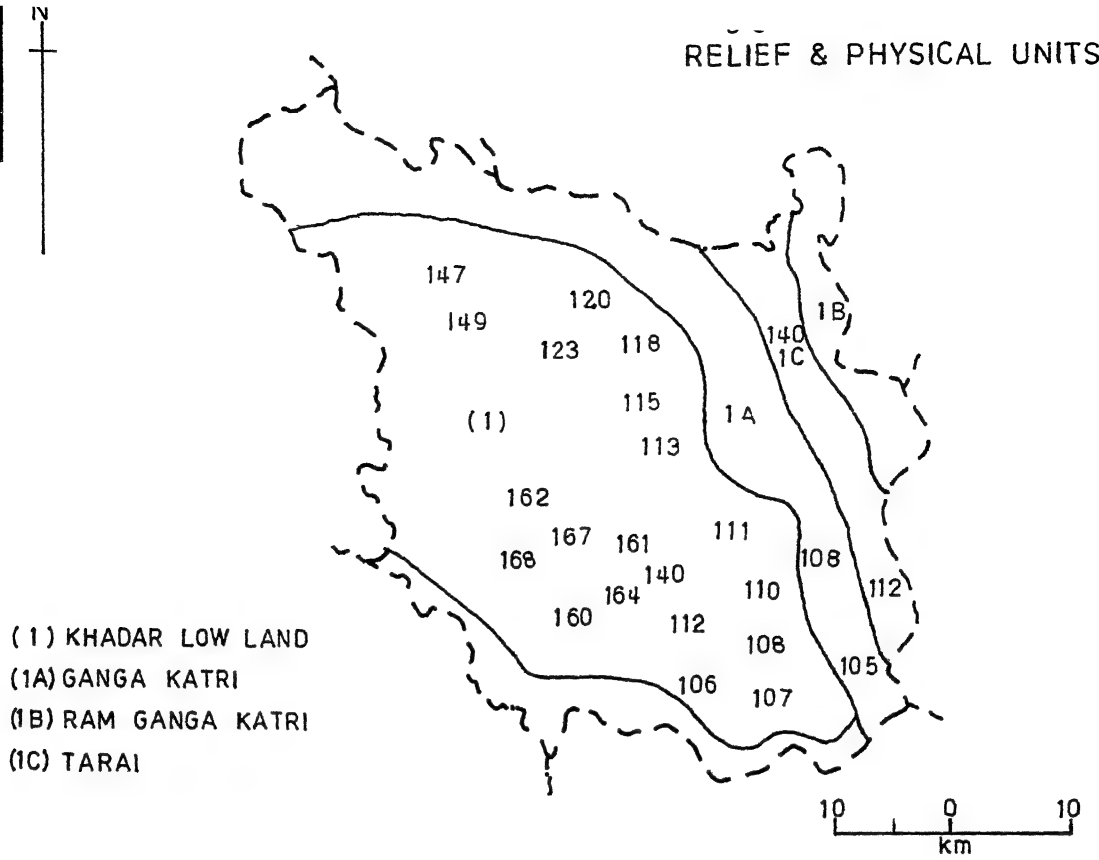 N
RELIEF & PHYSICAL UNITS
147
120
149
123
118
1B
140
1C
115
(1)
1A
113
162
167
161
111
168
140
108
164
110
112
160
112
108
105
106
107
(1) KHADAR LOW LAND
(1A) GANGA KATRI
(1B) RAM GANGA KATRI
(1C) TARAI
10 0 10
km